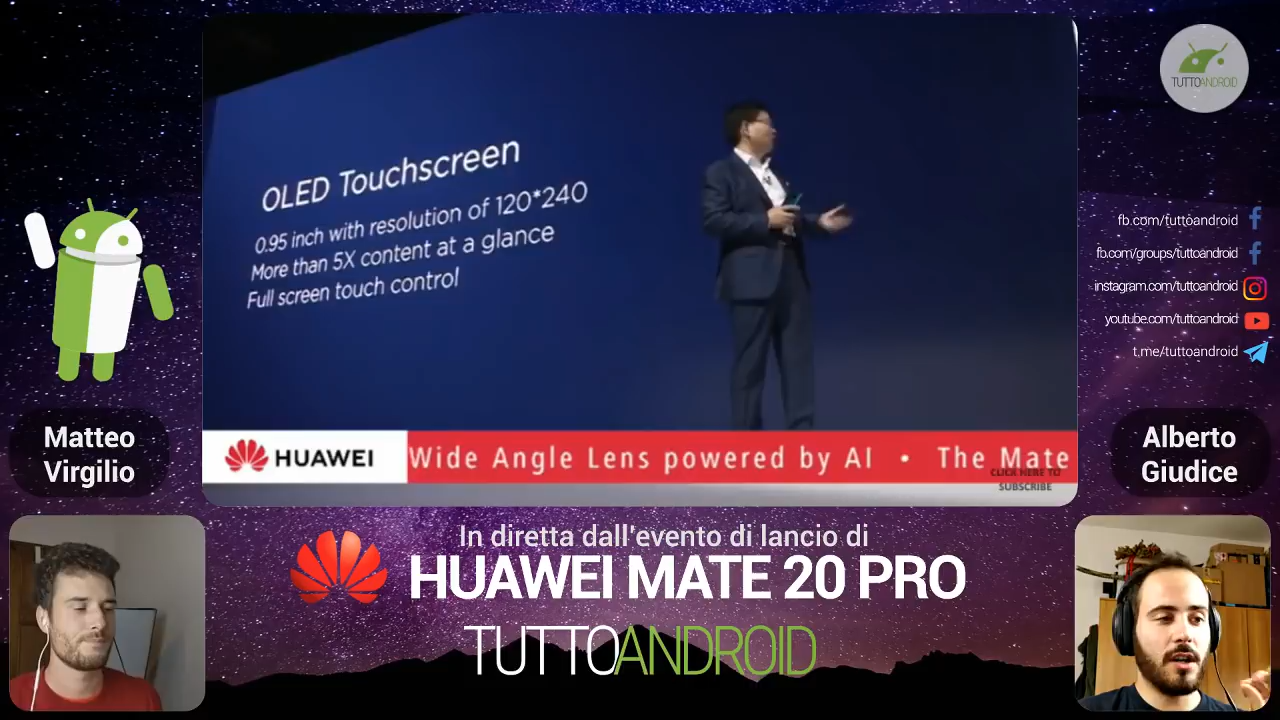 OLED Touchscreen
0.95 inch with resolution of 120*240
More than 5X content at a glance
Full screen touch control
HUAWEI
Wide Angle Lens powered by AI • The Mate
CLICK HERE TO
SUBSCRIBE
TUTTOANDROID
fb.com/tuttoandroid
fb.com/groups/tuttoandroid
instagram.com/tuttoandroid
youtube.com/tuttoandroid
t.me/tuttoandroid
Matteo
Virgilio
Alberto
Giudice
In diretta dall'evento di lancio di
HUAWEI MATE 20 PRO
TUTTOANDROID